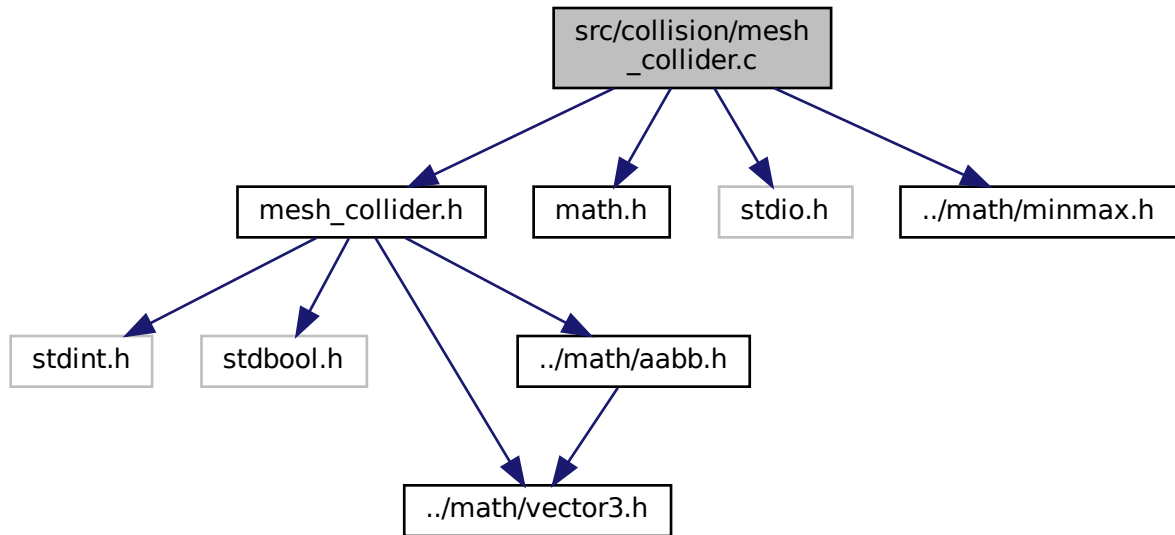 src/collision/mesh
_collider.c
mesh_collider.h
math.h
stdio.h
../math/minmax.h
stdint.h
stdbool.h
../math/aabb.h
../math/vector3.h